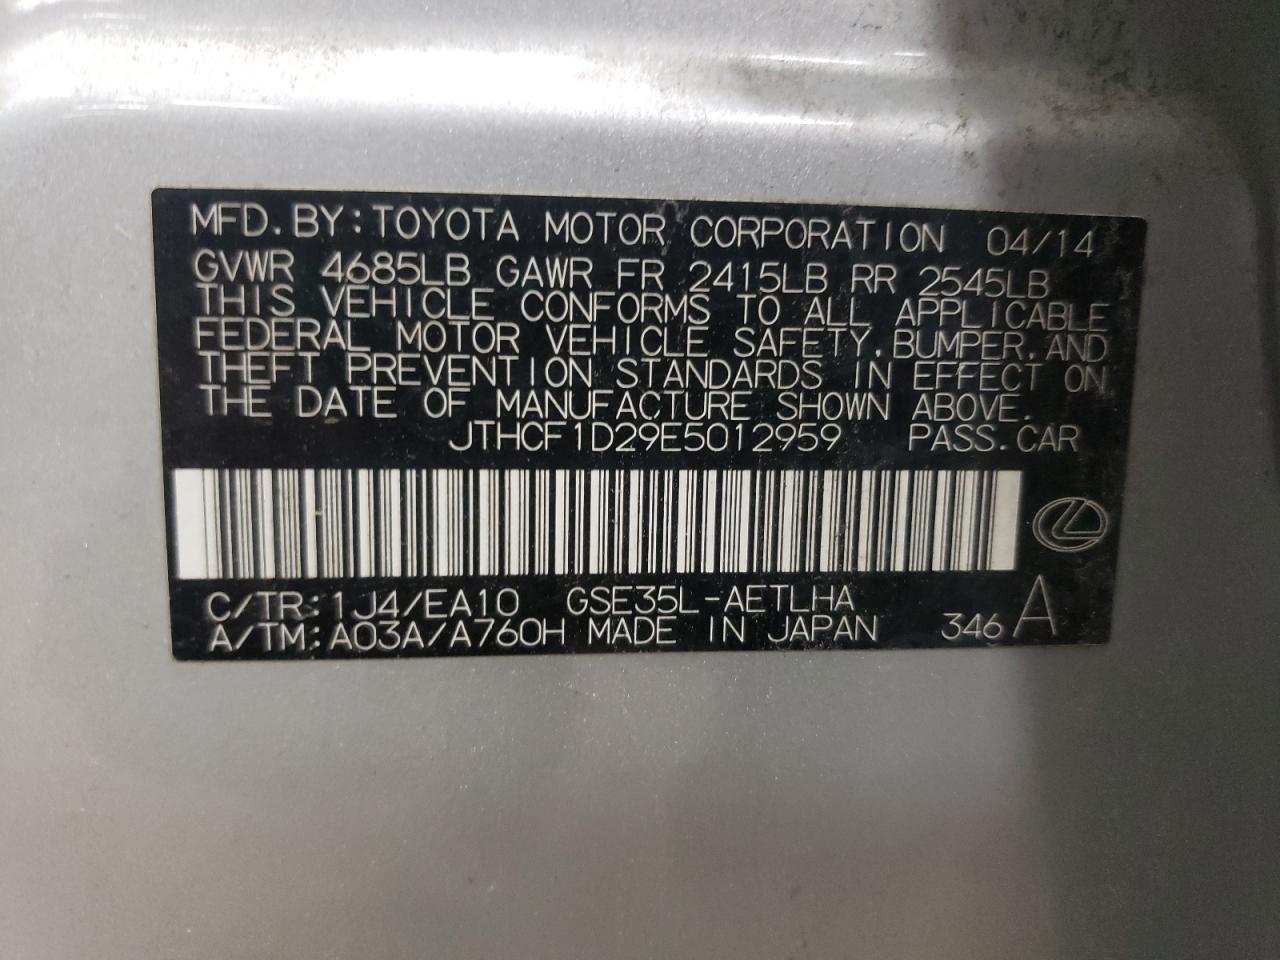 MFD. BY: TOYOTA MOTOR CORPORATION 04/14
GVWR 4685LB GAWR FR 2415LB RR 2545LB
THIS VEHICLE CONFORMS TO ALL APPLICABLE
FEDERAL MOTOR VEHICLE SAFETY, BUMPER, AND
THEFT PREVENTION STANDARDS IN EFFECT ON
THE DATE OF MANUFACTURE SHOWN ABOVE.
JTHCF1D29E5012959 PASS. CAR
C/TR: 1J4/EA10 GSE35L-AETLHA
A/TM: A03A/A760H MADE IN JAPAN 346 A